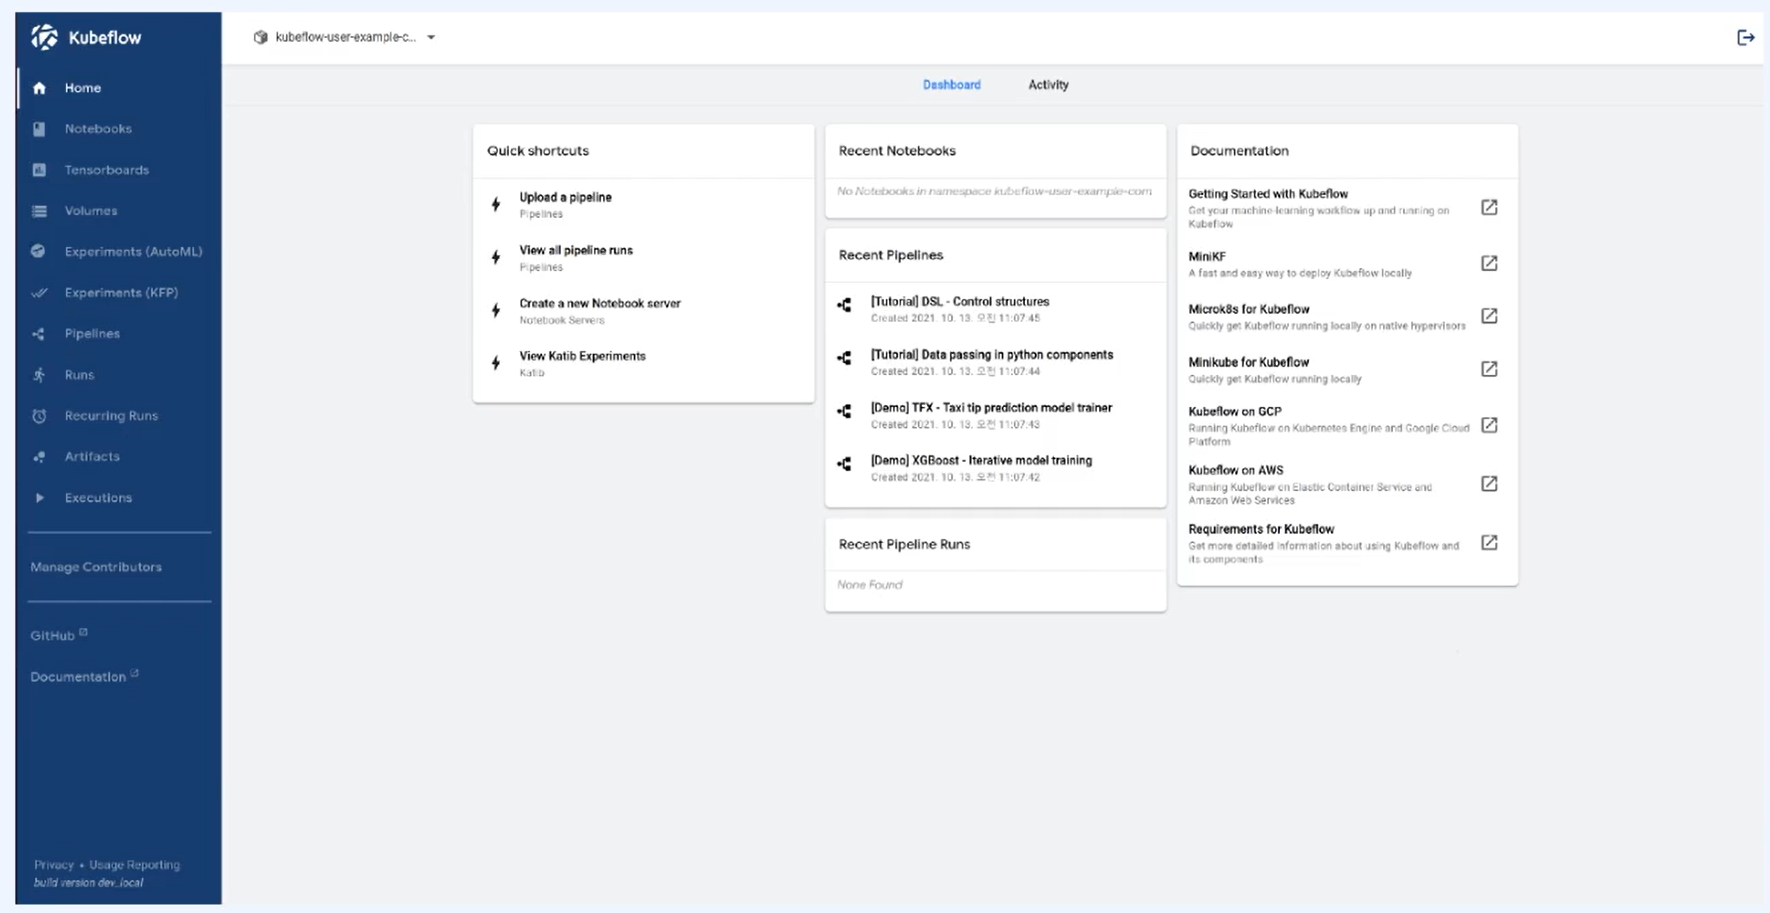 Kubeflow
Home
Notebooks
Tensorboards
Volumes
Experiments (AutoML)
Experiments (KFP)
Pipelines
Runs
Recurring Runs
Artifacts
Executions
Manage Contributors
GitHub
Documentation
Privacy • Usage Reporting
build version dev_local
kubeflow-user-example-c...
Dashboard
Activity
Quick shortcuts
Upload a pipeline
Pipelines
View all pipeline runs
Pipelines
Create a new Notebook server
Notebook Servers
View Katib Experiments
Katib
Recent Notebooks
No Notebooks in namespace kubeflow-user-example-com
Recent Pipelines
[Tutorial] DSL - Control structures
Created 2021. 10. 13. 오전 11:07:45
[Tutorial] Data passing in python components
Created 2021. 10. 13. 오전 11:07:44
[Demo] TFX - Taxi tip prediction model trainer
Created 2021. 10. 13. 오전 11:07:43
[Demo] XGBoost - Iterative model training
Created 2021. 10. 13. 오전 11:07:42
Recent Pipeline Runs
None Found
Documentation
Getting Started with Kubeflow
Get your machine-learning workflow up and running on
Kubeflow
MiniKF
A fast and easy way to deploy Kubeflow locally
Microk8s for Kubeflow
Quickly get Kubeflow running locally on native hypervisors
Minikube for Kubeflow
Quickly get Kubeflow running locally
Kubeflow on GCP
Running Kubeflow on Kubernetes Engine and Google Cloud
Platform
Kubeflow on AWS
Running Kubeflow on Elastic Container Service and
Amazon Web Services
Requirements for Kubeflow
Get more detailed information about using Kubeflow and
its components